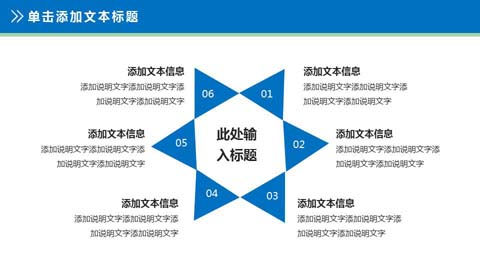 单击添加文本标题
添加文本信息
添加说明文字添加说明文字添
加说明文字添加说明文字
06
01
添加文本信息
添加说明文字添加说明文字添
加说明文字添加说明文字
添加文本信息
添加说明文字添加说明文字添
加说明文字添加说明文字
05
此处输
入标题
02
添加文本信息
添加说明文字添加说明文字添
加说明文字添加说明文字
添加文本信息
添加说明文字添加说明文字添
加说明文字添加说明文字
04
03
添加文本信息
添加说明文字添加说明文字添
加说明文字添加说明文字